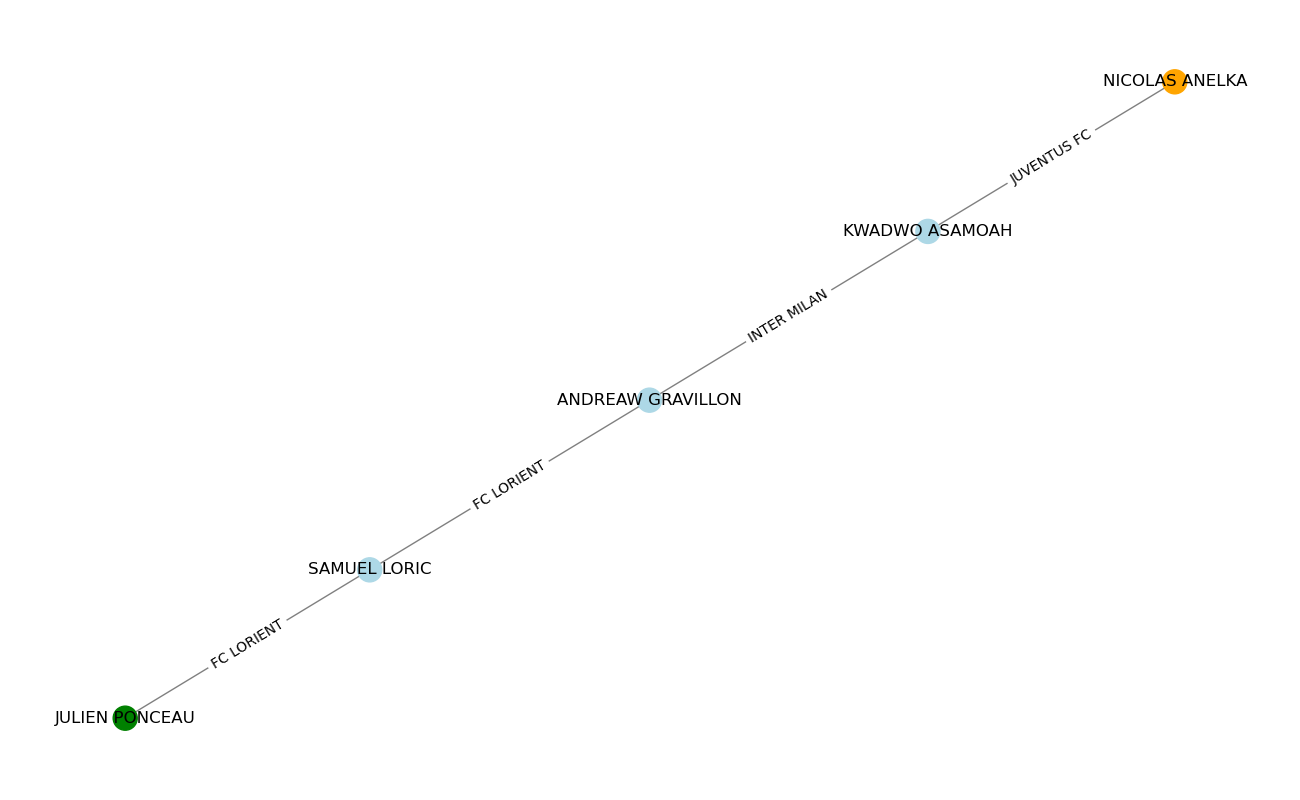 NICOLAS ANELKA
JUVENTUS FC
KWADWO ASAMOAH
INTER MILAN
ANDREAW GRAVILLON
FC LORIENT
SAMUEL LORIC
FC LORIENT
JULIEN PONCEAU